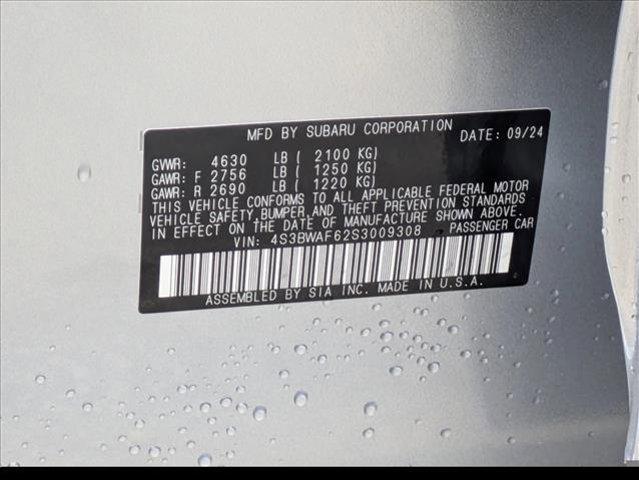 MFD BY SUBARU CORPORATION DATE: 09/24
GVWR: 4630 LB ( 2100 KG)
GAWR: F 2756 LB ( 1250 KG)
GAWR: R 2690 LB ( 1220 KG)
THIS VEHICLE CONFORMS TO ALL APPLICABLE FEDERAL MOTOR
VEHICLE SAFETY, BUMPER, AND THEFT PREVENTION STANDARDS
IN EFFECT ON THE DATE OF MANUFACTURE SHOWN ABOVE.
VIN: 4S3BWAF62S3009308 PASSENGER CAR
ASSEMBLED BY SIA INC. MADE IN U.S.A.